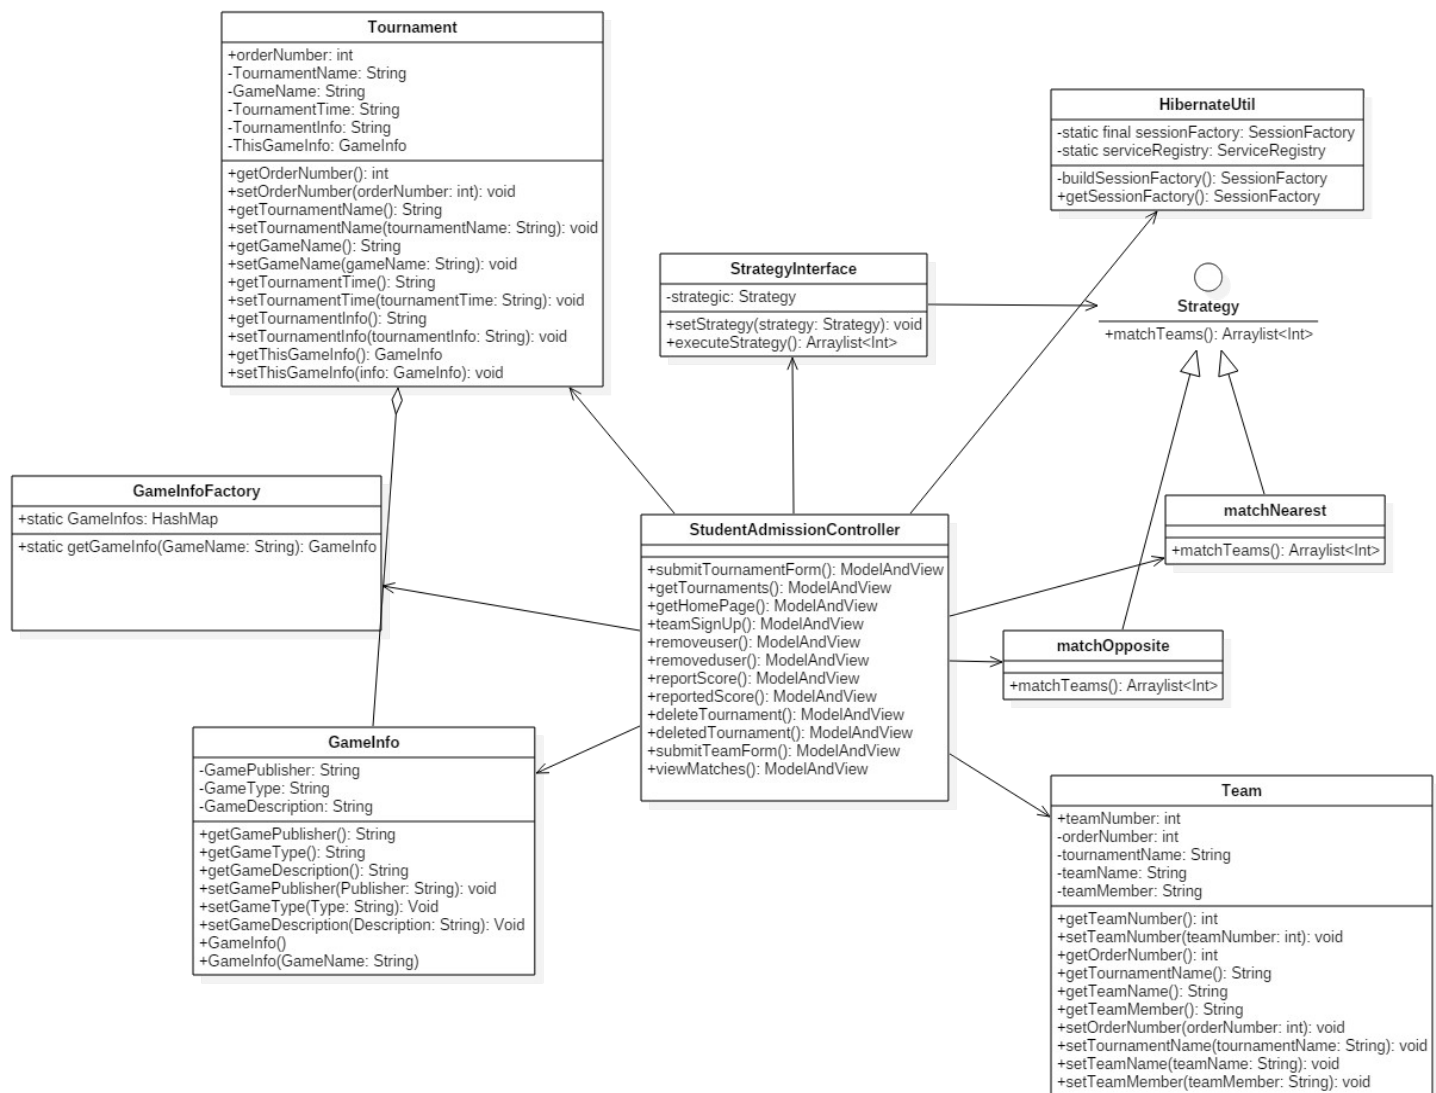 Tournament
+orderNumber: int
-TournamentName: String
-GameName: String
-TournamentTime: String
-TournamentInfo: String
-ThisGameInfo: GameInfo
+getOrderNumber(): int
+setOrderNumber(orderNumber: int): void
+getTournamentName(): String
+setTournamentName(tournamentName: String): void
+getGameName(): String
+setGameName(gameName: String): void
+getTournamentTime(): String
+setTournamentTime(tournamentTime: String): void
+getTournamentInfo(): String
+setTournamentInfo(tournamentInfo: String): void
+getThisGameInfo(): GameInfo
+setThisGameInfo(info: GameInfo): void
HibernateUtil
-static final sessionFactory: SessionFactory
-static serviceRegistry: ServiceRegistry
-buildSessionFactory(): SessionFactory
+getSessionFactory(): SessionFactory
StrategyInterface
-strategic: Strategy
+setStrategy(strategy: Strategy): void
+executeStrategy(): Arraylist<Int>
Strategy
+matchTeams(): Arraylist<Int>
GameInfoFactory
+static GameInfos: HashMap
+static getGameInfo(GameName: String): GameInfo
StudentAdmissionController
+submitTournamentForm(): ModelAndView
+getTournaments(): ModelAndView
+getHomePage(): ModelAndView
+teamSignUp(): ModelAndView
+removeuser(): ModelAndView
+removeduser(): ModelAndView
+reportScore(): ModelAndView
+reportedScore(): ModelAndView
+deleteTournament(): ModelAndView
+deletedTournament(): ModelAndView
+submitTeamForm(): ModelAndView
+viewMatches(): ModelAndView
matchNearest
+matchTeams(): Arraylist<Int>
matchOpposite
+matchTeams(): Arraylist<Int>
GameInfo
-GamePublisher: String
-GameType: String
-GameDescription: String
+getGamePublisher(): String
+getGameType(): String
+getGameDescription(): String
+setGamePublisher(Publisher: String): void
+setGameType(Type: String): Void
+setGameDescription(Description: String): Void
+GameInfo()
+GameInfo(GameName: String)
Team
+teamNumber: int
-orderNumber: int
-tournamentName: String
-teamName: String
-teamMember: String
+getTeamNumber(): int
+setTeamNumber(teamNumber: int): void
+getOrderNumber(): int
+getTournamentName(): String
+getTeamName(): String
+getTeamMember(): String
+setOrderNumber(orderNumber: int): void
+setTournamentName(tournamentName: String): void
+setTeamName(teamName: String): void
+setTeamMember(teamMember: String): void